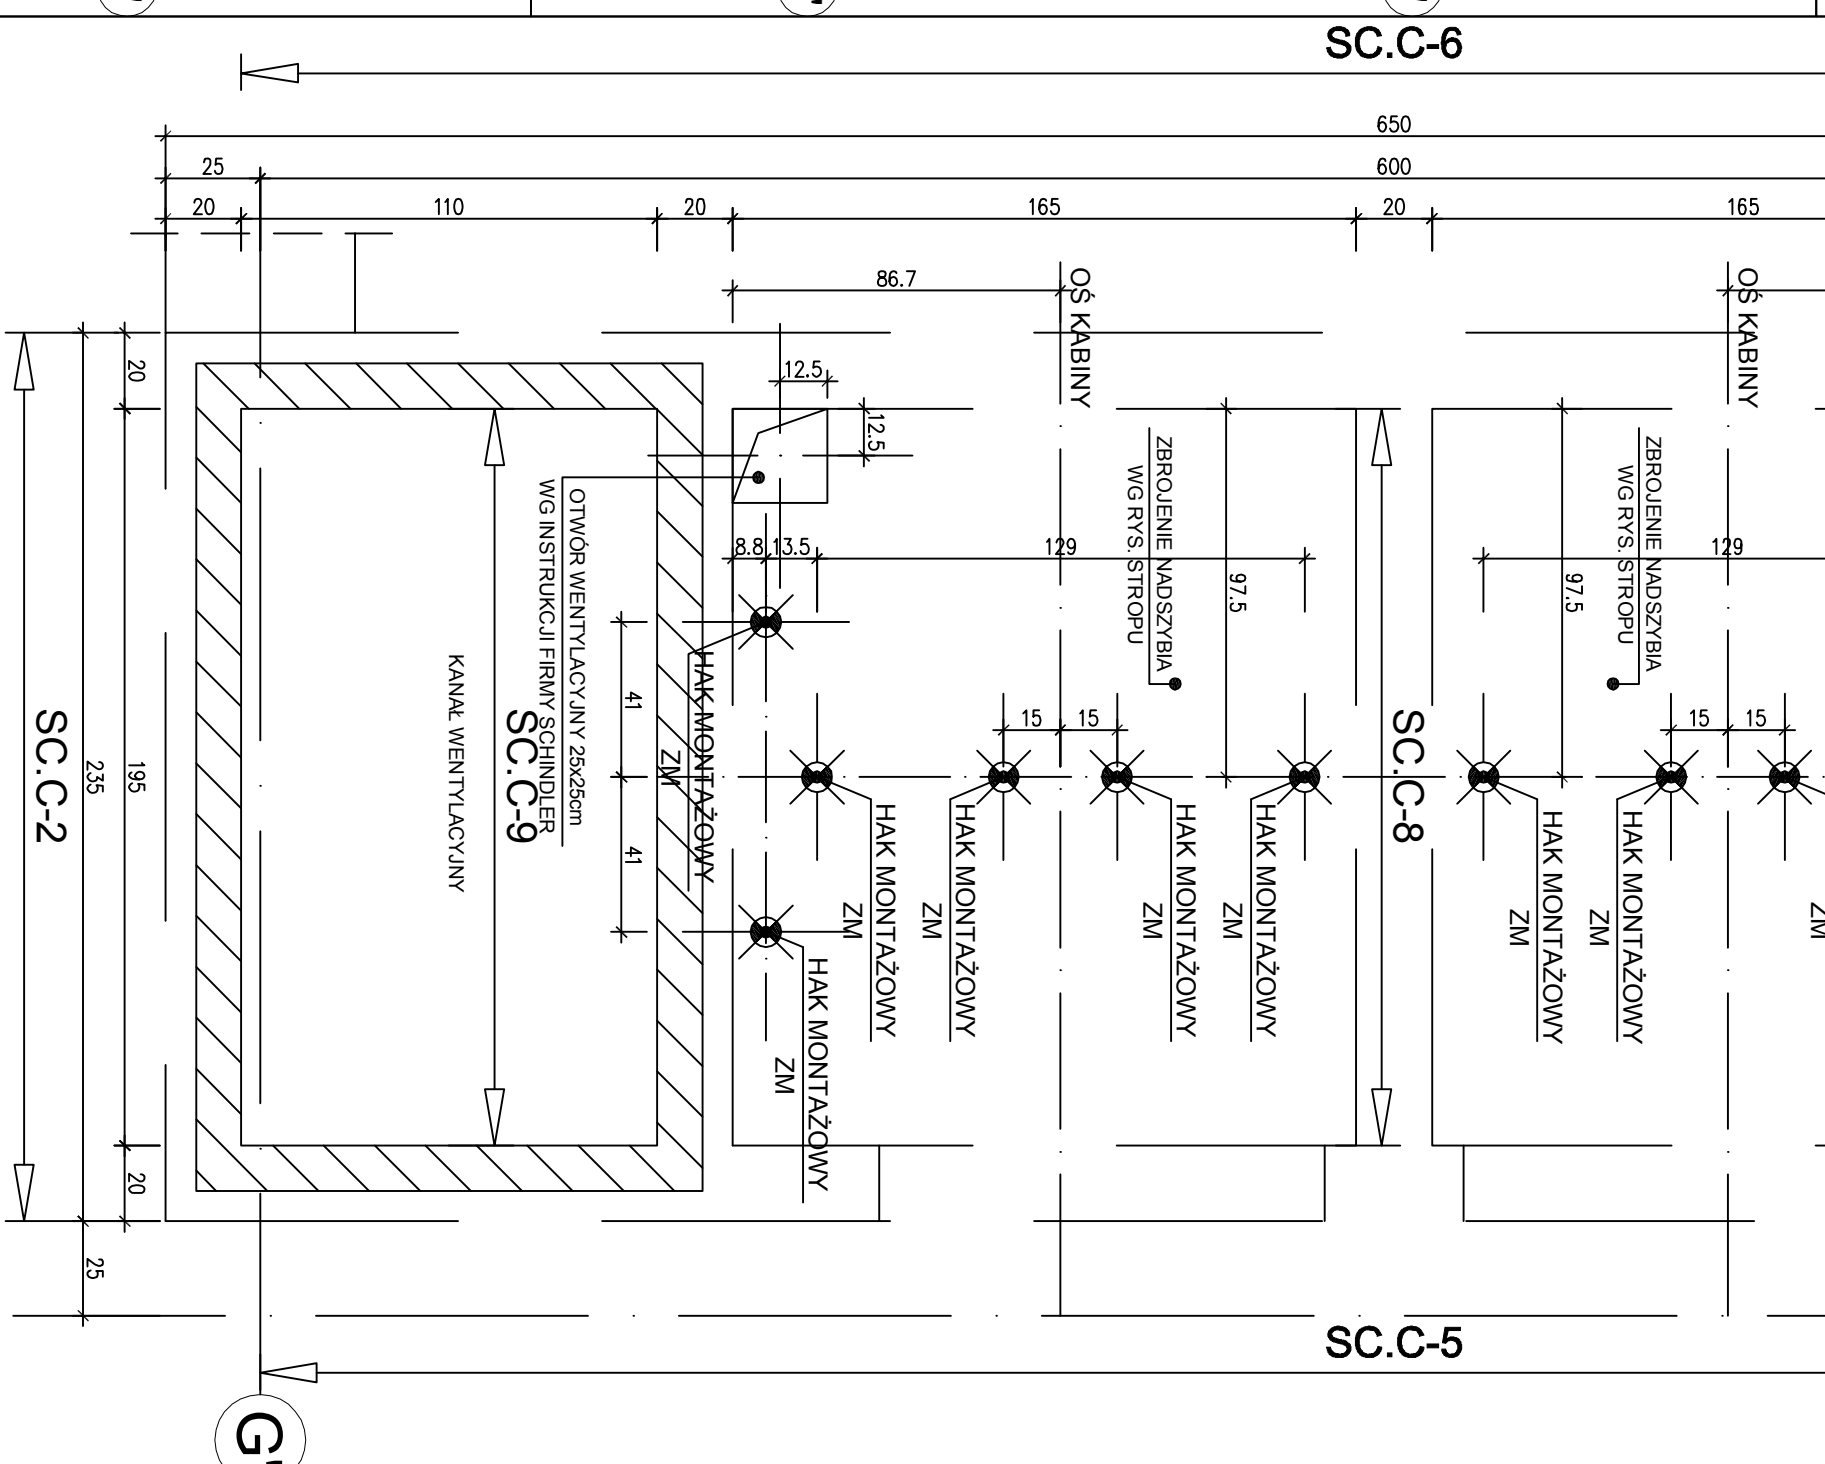 SC.C-6
650
25
600
20
110
20
165
20
165
86.7
OŚ KABINY
OŚ KABINY
12.5
12.5
20
ZBROJENIE NADSZYBIA
WG RYS. STROPU
ZBROJENIE NADSZYBIA
WG RYS. STROPU
OTWÓR WENTYLACYJNY 25x25cm
WG INSTRUKCJI FIRMY SCHINDLER
8.8
13.5
129
129
97.5
97.5
KANAŁ WENTYLACYJNY
SC.C-9
41
41
HAK MONTAŻOWY
ZM
15
15
15
15
SC.C-2
235
195
SC.C-8
HAK MONTAŻOWY
ZM
HAK MONTAŻOWY
ZM
HAK MONTAŻOWY
ZM
HAK MONTAŻOWY
ZM
HAK MONTAŻOWY
ZM
HAK MONTAŻOWY
ZM
ZM
HAK MONTAŻOWY
ZM
20
25
SC.C-5
G'